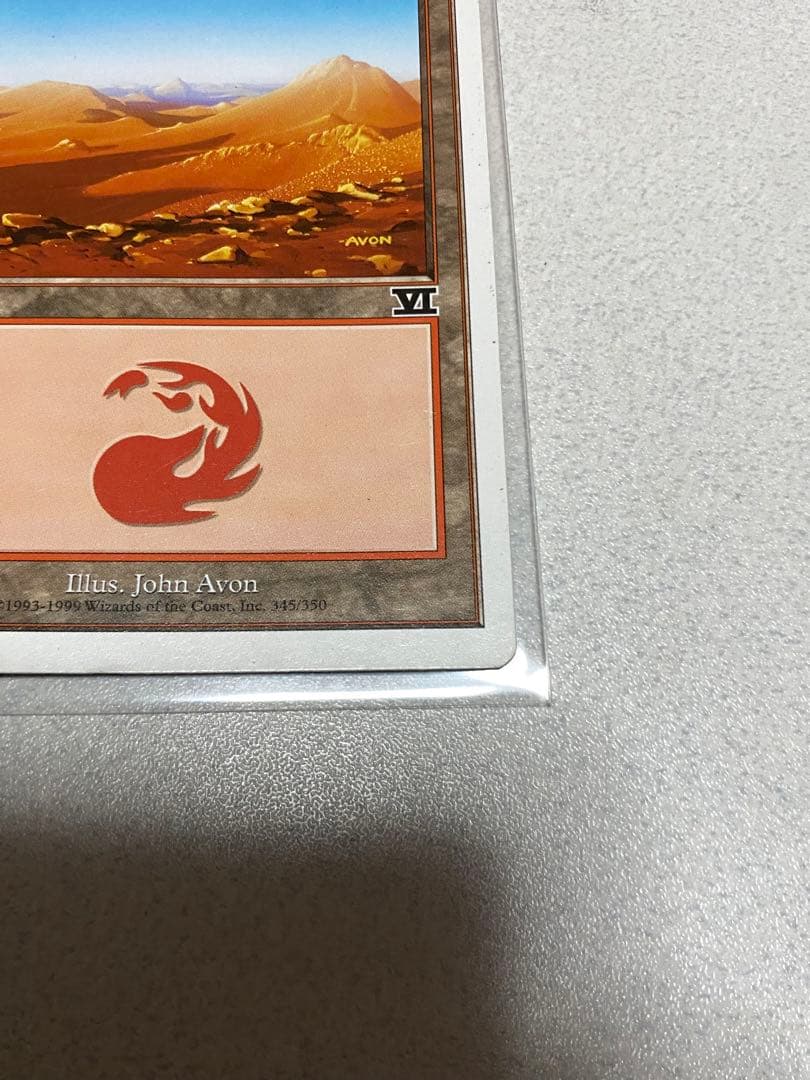 AVON
VI
Illus. John Avon
©1993-1999 Wizards of the Coast, Inc. 345/350